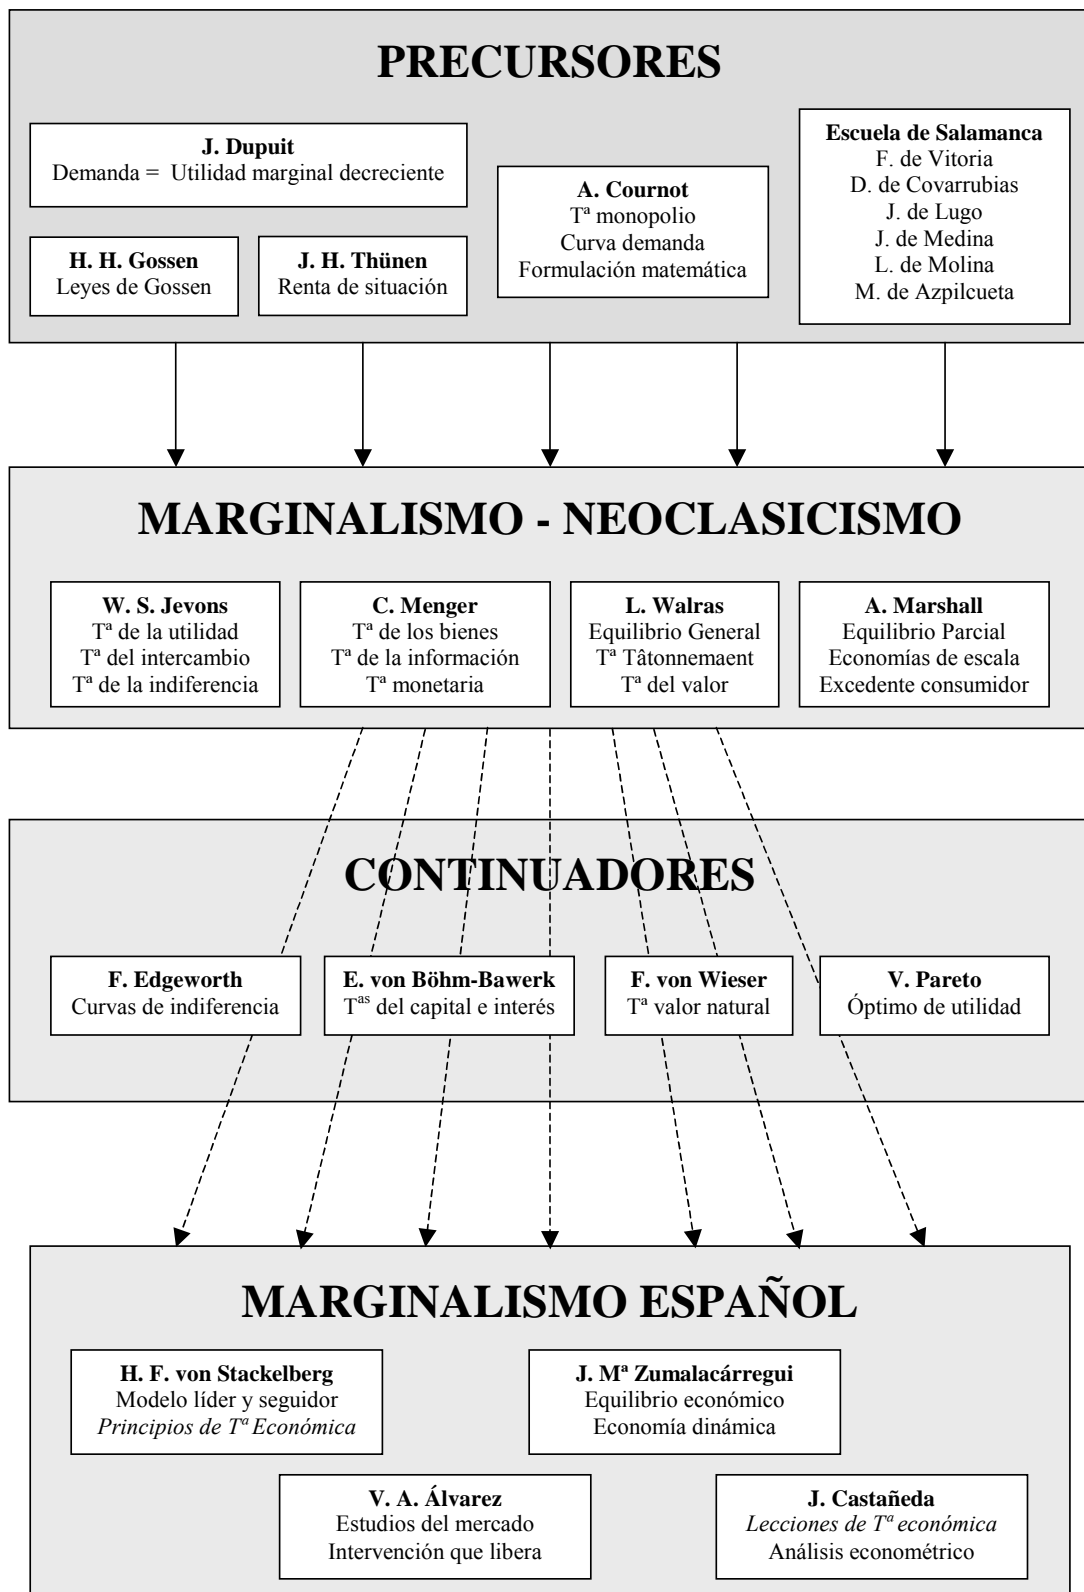 PRECURSORES
J. Dupuit
Demanda = Utilidad marginal decreciente
H. H. Gossen
Leyes de Gossen
J. H. Thünen
Renta de situación
A. Cournot
Tª monopolio
Curva demanda
Formulación matemática
Escuela de Salamanca
F. de Vitoria
D. de Covarrubias
J. de Lugo
J. de Medina
L. de Molina
M. de Azpilcueta
MARGINALISMO - NEOCLASICISMO
W. S. Jevons
Tª de la utilidad
Tª del intercambio
Tª de la indiferencia
C. Menger
Tª de los bienes
Tª de la información
Tª monetaria
L. Walras
Equilibrio General
Tª Tâtonnemaent
Tª del valor
A. Marshall
Equilibrio Parcial
Economías de escala
Excedente consumidor
CONTINUADORES
F. Edgeworth
Curvas de indiferencia
E. von Böhm-Bawerk
Tªˢ del capital e interés
F. von Wieser
Tª valor natural
V. Pareto
Óptimo de utilidad
MARGINALISMO ESPAÑOL
H. F. von Stackelberg
Modelo líder y seguidor
Principios de Tª Económica
J. Mª Zumalacárregui
Equilibrio económico
Economía dinámica
V. A. Álvarez
Estudios del mercado
Intervención que libera
J. Castañeda
Lecciones de Tª económica
Análisis econométrico